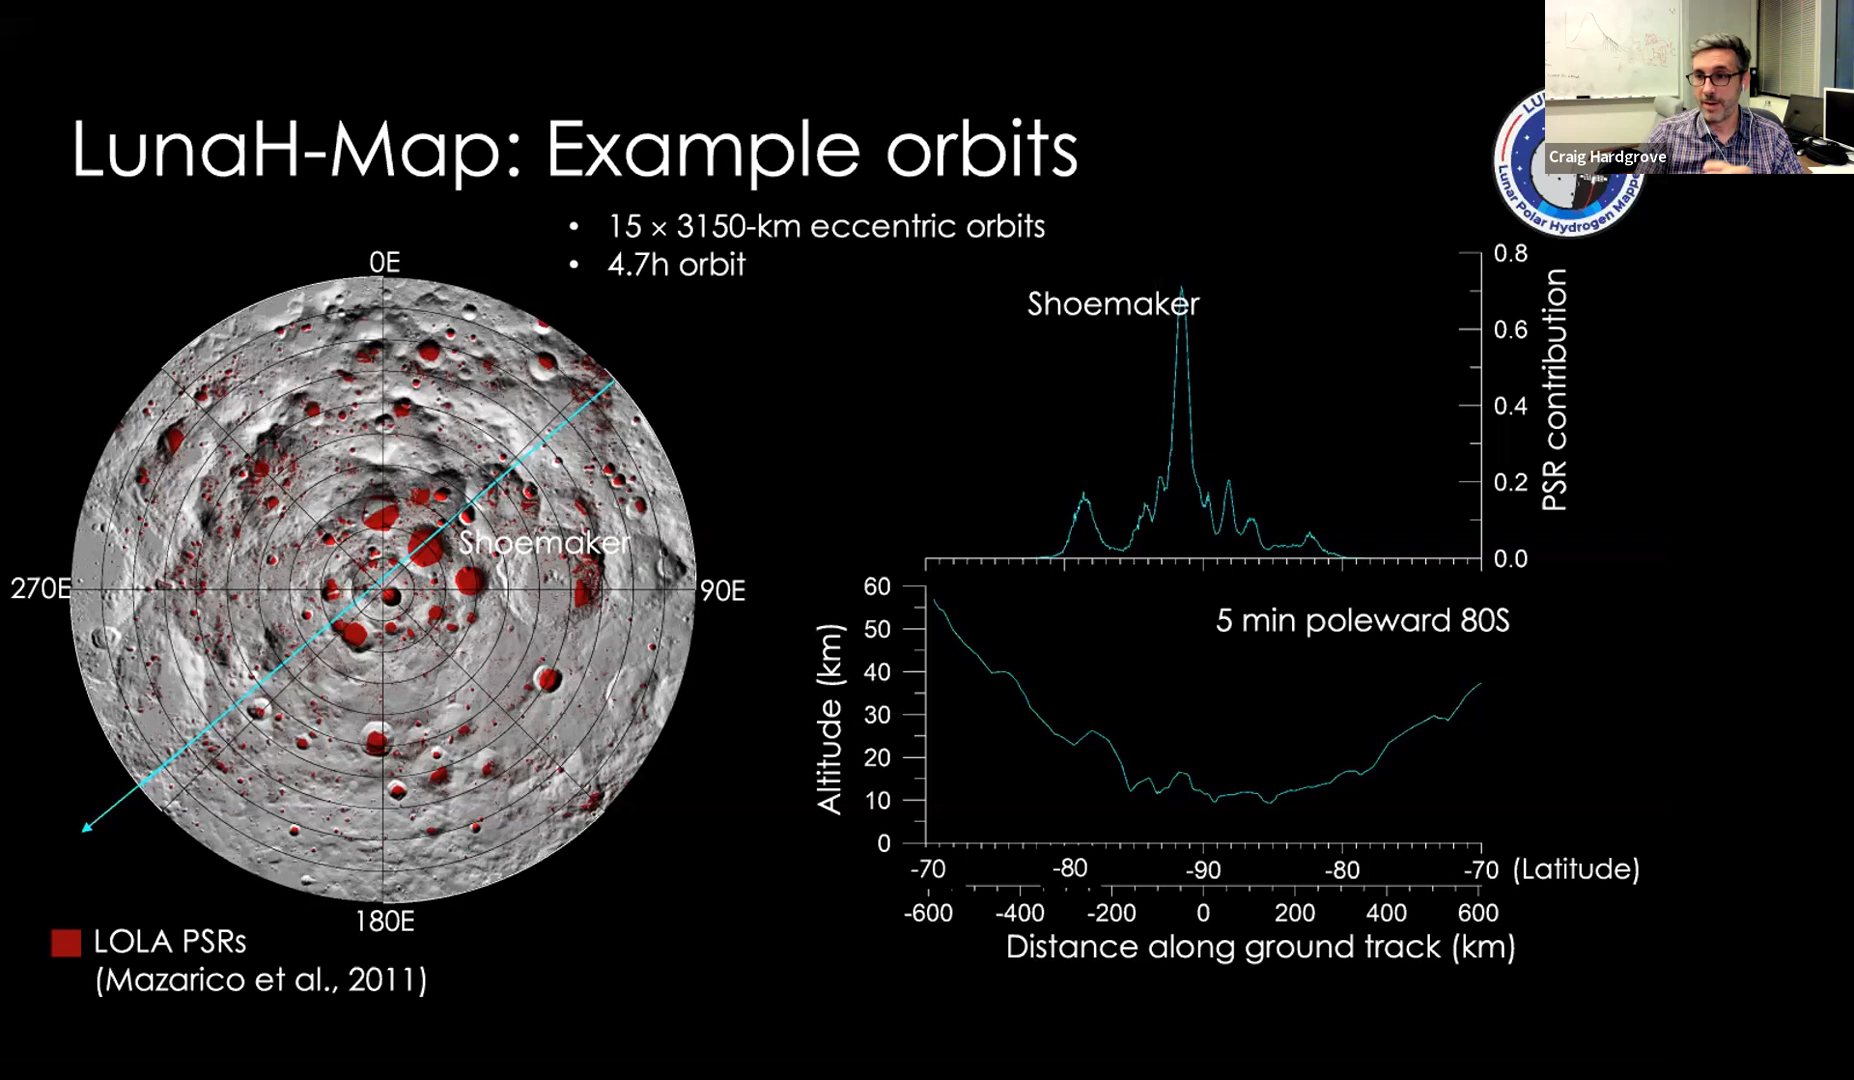 LunaH-Map: Example orbits
• 15 × 3150-km eccentric orbits
• 4.7h orbit
Craig Hardgrove
Lunar Polar Hydrogen Mappe
LU
0E
270E
90E
180E
Shoemaker
LOLA PSRs
(Mazarico et al., 2011)
Shoemaker
0.8
0.6
0.4
0.2
0.0
PSR contribution
5 min poleward 80S
60
50
40
30
20
10
0
Altitude (km)
-70 -80 -90 -80 -70 (Latitude)
-600 -400 -200 0 200 400 600
Distance along ground track (km)